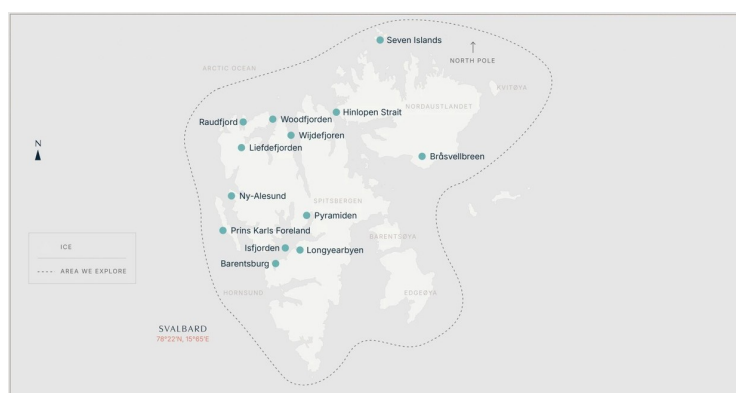 Seven Islands
NORTH POLE
ARCTIC OCEAN
KVITØYA
NORDAUSTLANDET
Hinlopen Strait
Woodfjorden
Raudfjord
Wijdefjoren
Liefdefjorden
Bråsvellbreen
N
Ny-Alesund
SPITSBERGEN
Pyramiden
Prins Karls Foreland
BARENTSØYA
Isfjorden
Longyearbyen
Barentsburg
ICE
AREA WE EXPLORE
HORNSUND
EDGEØYA
SVALBARD
78°22'N, 15°65'E